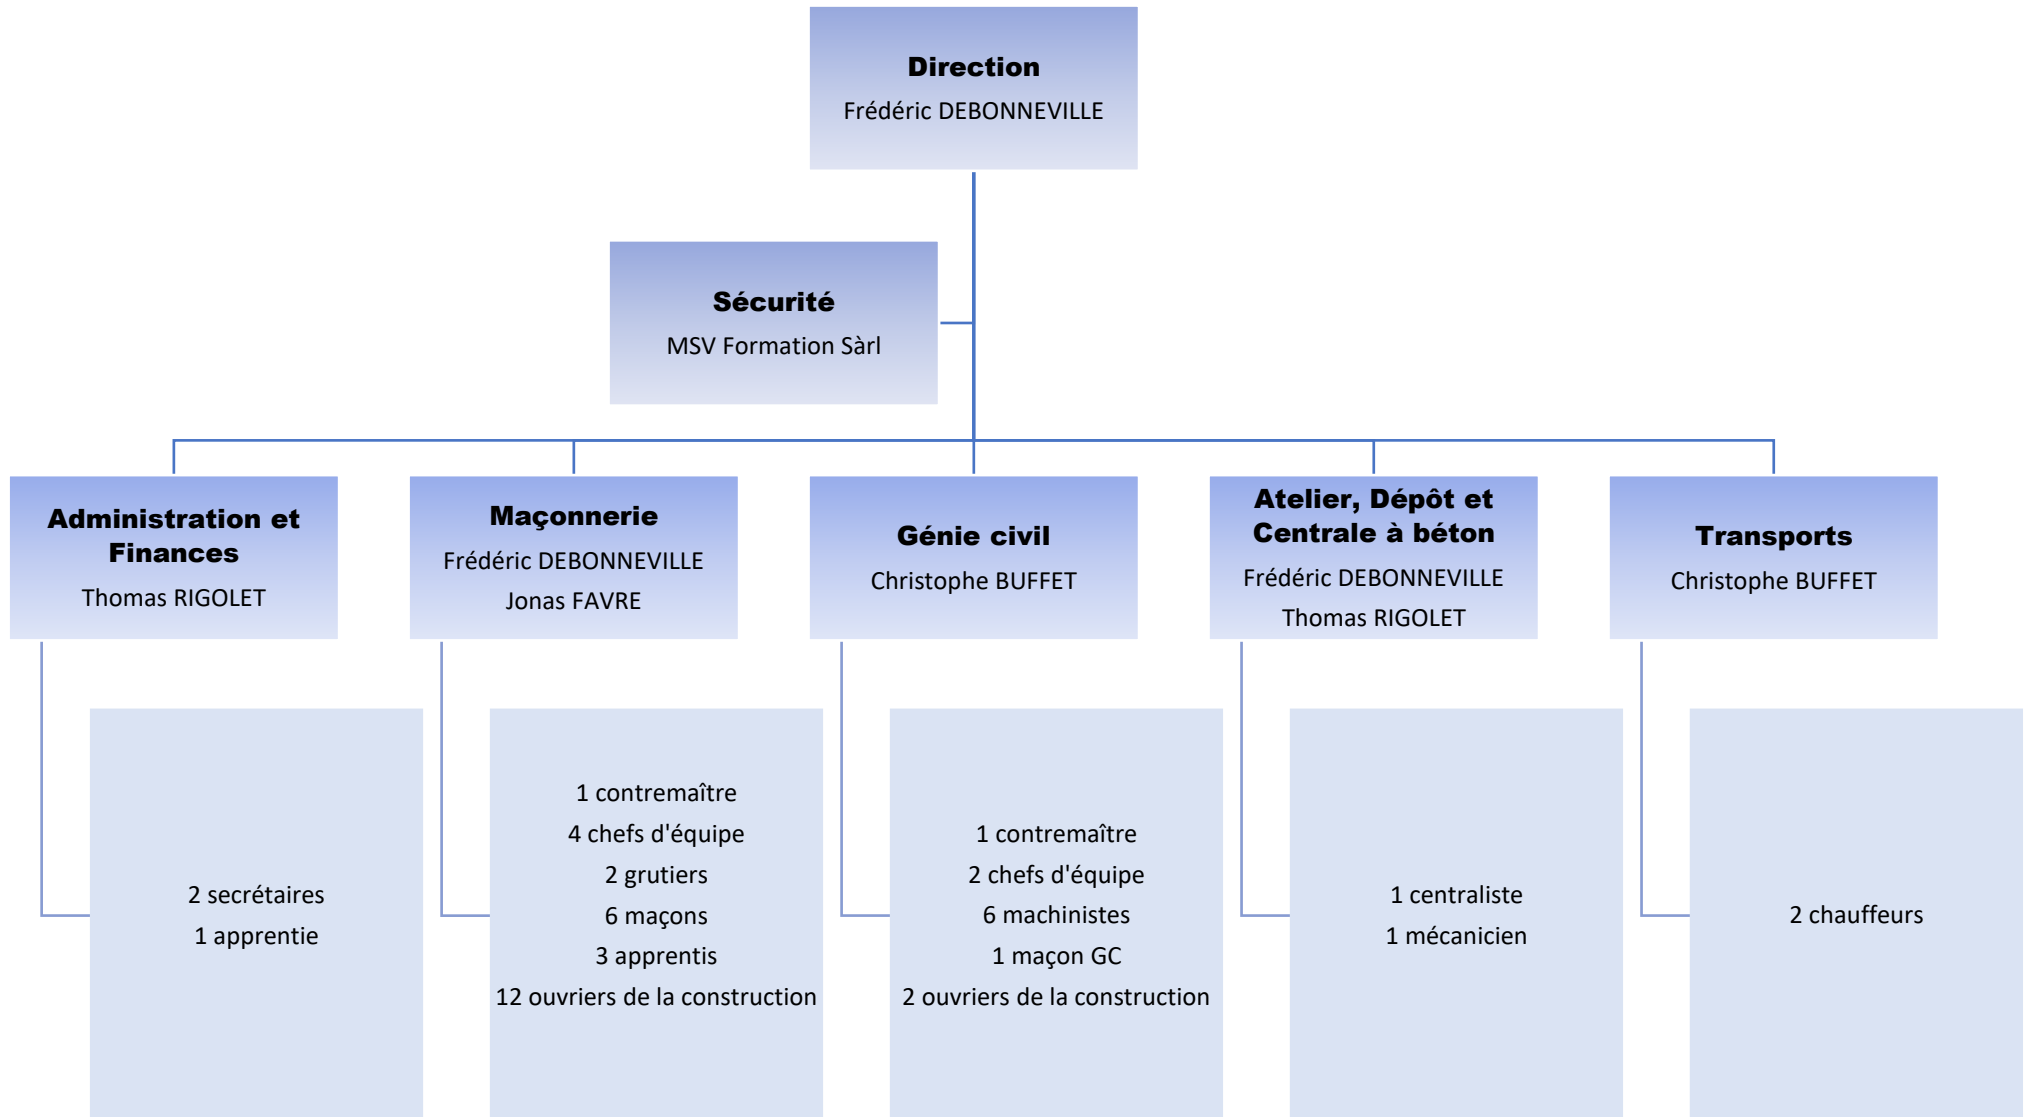 Direction
Frédéric DEBONNEVILLE
Sécurité
MSV Formation Sàrl
Administration et
Finances
Thomas RIGOLET
Maçonnerie
Frédéric DEBONNEVILLE
Jonas FAVRE
Génie civil
Christophe BUFFET
Atelier, Dépôt et
Centrale à béton
Frédéric DEBONNEVILLE
Thomas RIGOLET
Transports
Christophe BUFFET
2 secrétaires
1 apprentie
1 contremaître
4 chefs d'équipe
2 grutiers
6 maçons
3 apprentis
12 ouvriers de la construction
1 contremaître
2 chefs d'équipe
6 machinistes
1 maçon GC
2 ouvriers de la construction
1 centraliste
1 mécanicien
2 chauffeurs